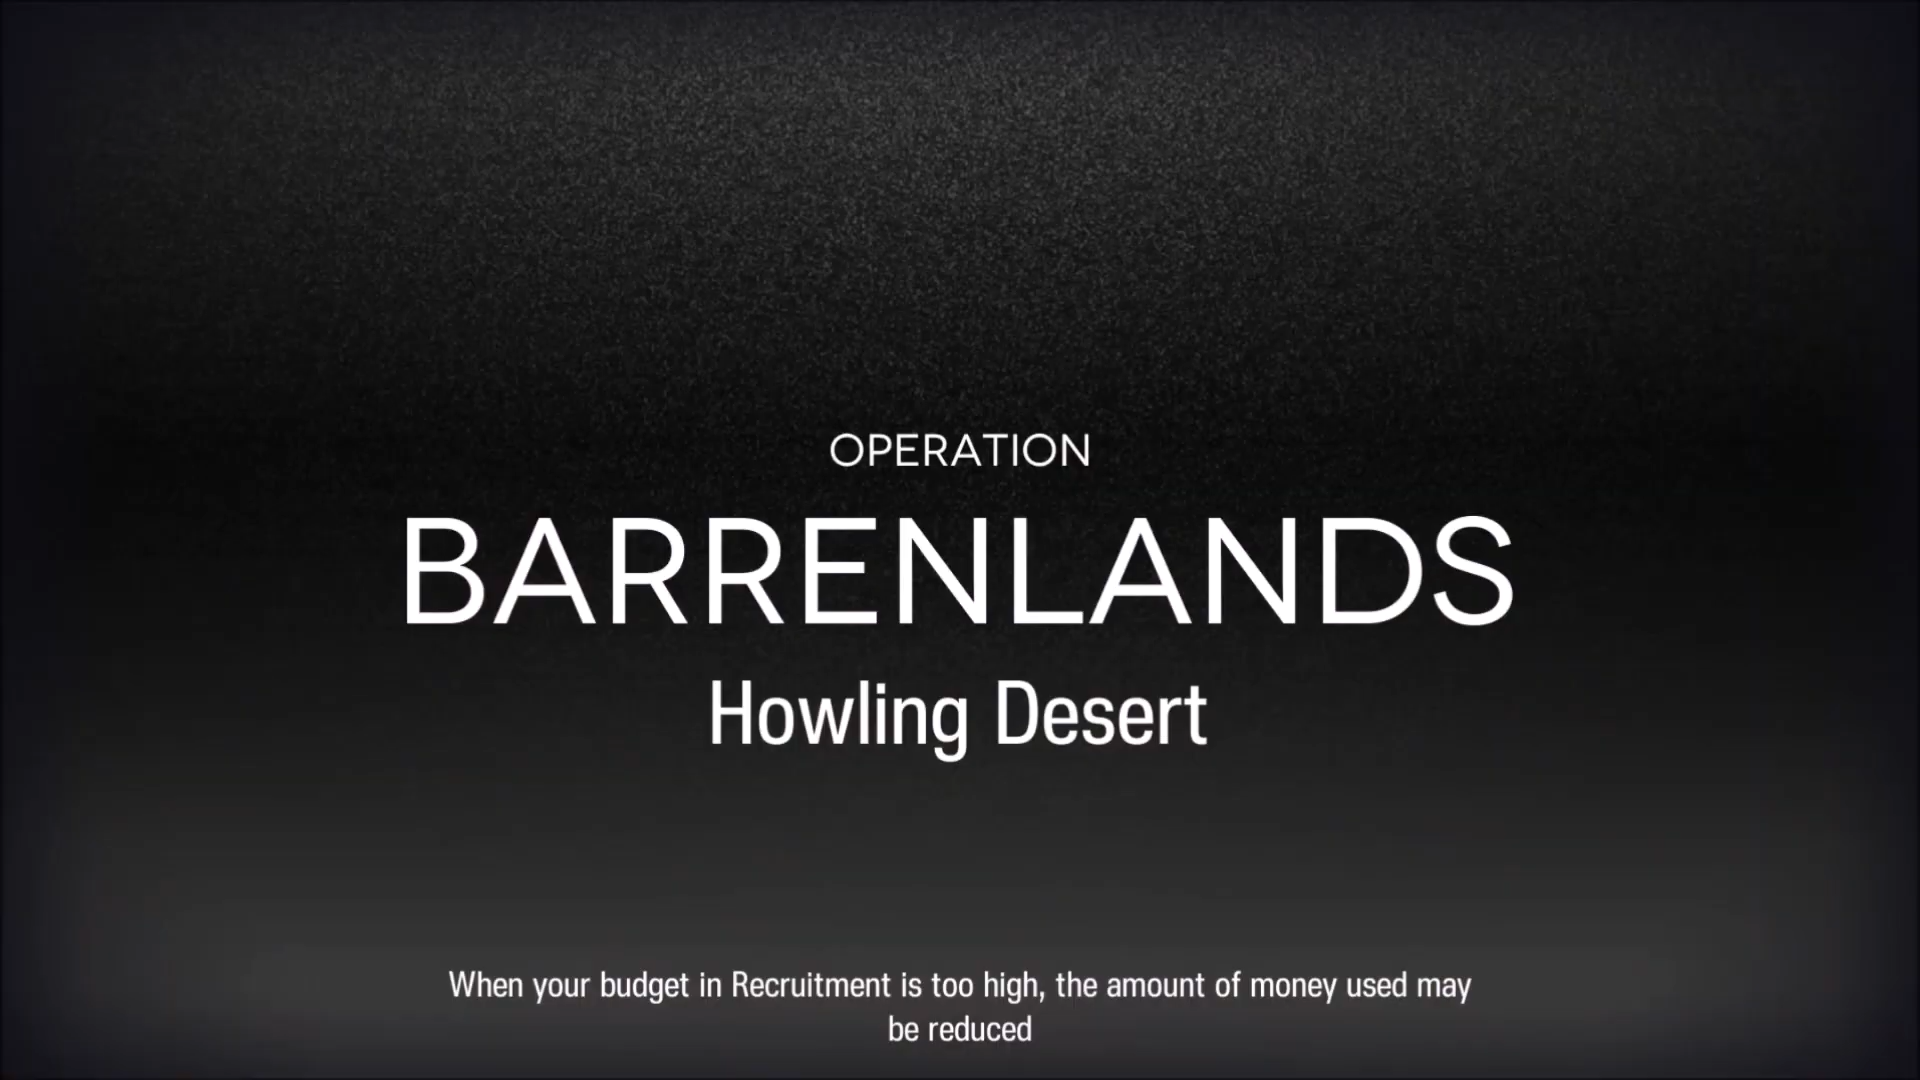 OPERATION
BARRENLANDS
Howling Desert
When your budget in Recruitment is too high, the amount of money used may
be reduced